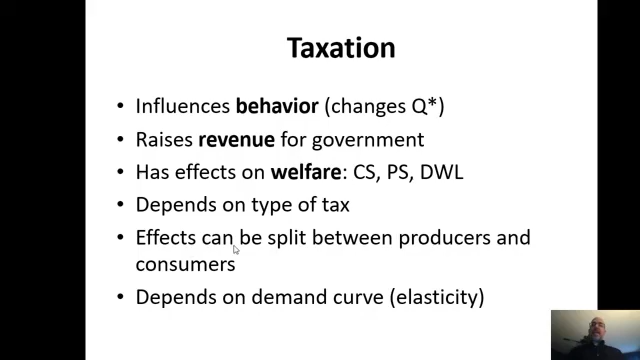 Taxation
• Influences behavior (changes Q*)
• Raises revenue for government
• Has effects on welfare: CS, PS, DWL
• Depends on type of tax
• Effects can be split between producers and
consumers
• Depends on demand curve (elasticity)